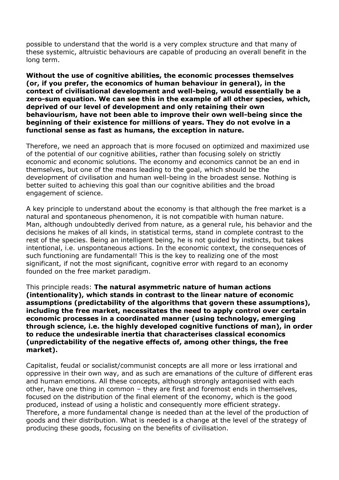 possible to understand that the world is a very complex structure and that many of
these systemic, altruistic behaviours are capable of producing an overall benefit in the
long term.
Without the use of cognitive abilities, the economic processes themselves
(or, if you prefer, the economics of human behaviour in general), in the
context of civilisational development and well-being, would essentially be a
zero-sum equation. We can see this in the example of all other species, which,
deprived of our level of development and only retaining their own
behaviourism, have not been able to improve their own well-being since the
beginning of their existence for millions of years. They do not evolve in a
functional sense as fast as humans, the exception in nature.
Therefore, we need an approach that is more focused on optimized and maximized use
of the potential of our cognitive abilities, rather than focusing solely on strictly
economic and economic solutions. The economy and economics cannot be an end in
themselves, but one of the means leading to the goal, which should be the
development of civilisation and human well-being in the broadest sense. Nothing is
better suited to achieving this goal than our cognitive abilities and the broad
engagement of science.
A key principle to understand about the economy is that although the free market is a
natural and spontaneous phenomenon, it is not compatible with human nature.
Man, although undoubtedly derived from nature, as a general rule, his behavior and the
decisions he makes of all kinds, in statistical terms, stand in complete contrast to the
rest of the species. Being an intelligent being, he is not guided by instincts, but takes
intentional, i.e. unspontaneous actions. In the economic context, the consequences of
such functioning are fundamental! This is the key to realizing one of the most
significant, if not the most significant, cognitive error with regard to an economy
founded on the free market paradigm.
This principle reads: The natural asymmetric nature of human actions
(intentionality), which stands in contrast to the linear nature of economic
assumptions (predictability of the algorithms that govern these assumptions),
including the free market, necessitates the need to apply control over certain
economic processes in a coordinated manner (using technology, emerging
through science, i.e. the highly developed cognitive functions of man), in order
to reduce the undesirable inertia that characterises classical economics
(unpredictability of the negative effects of, among other things, the free
market).
Capitalist, feudal or socialist/communist concepts are all more or less irrational and
oppressive in their own way, and as such are emanations of the culture of different eras
and human emotions. All these concepts, although strongly antagonised with each
other, have one thing in common – they are first and foremost ends in themselves,
focused on the distribution of the final element of the economy, which is the good
produced, instead of using a holistic and consequently more efficient strategy.
Therefore, a more fundamental change is needed than at the level of the production of
goods and their distribution. What is needed is a change at the level of the strategy of
producing these goods, focusing on the benefits of civilisation.